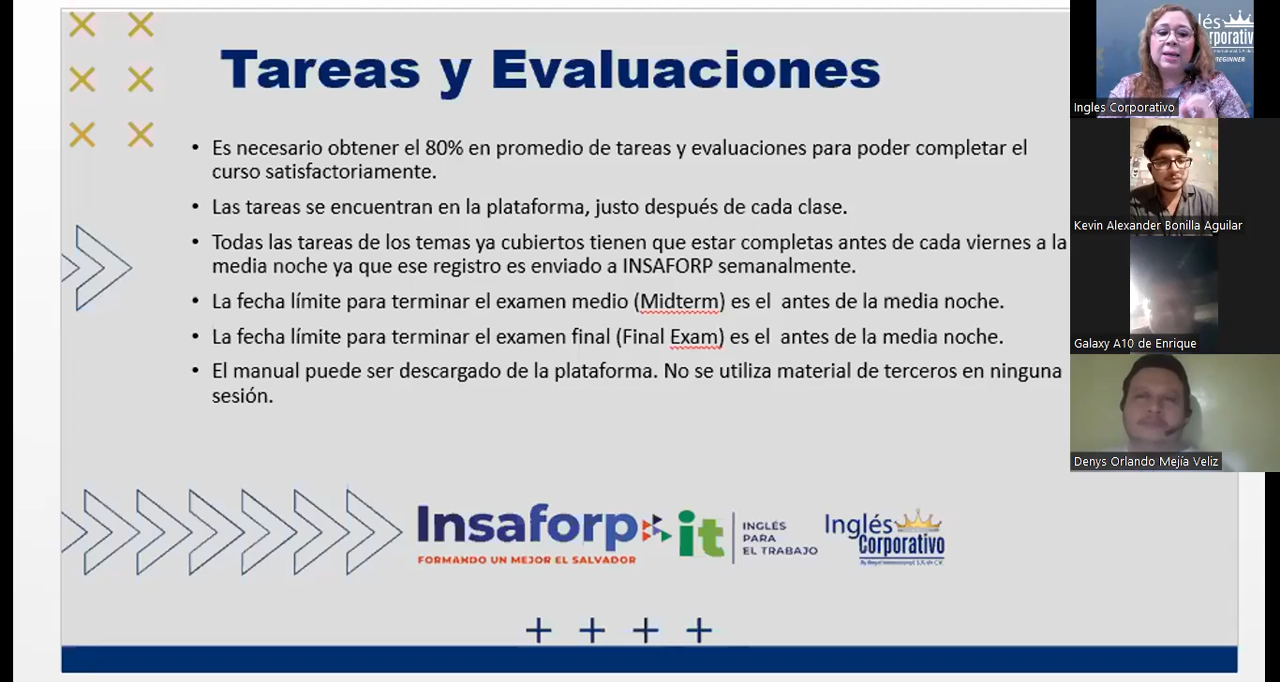 Tareas y Evaluaciones
• Es necesario obtener el 80% en promedio de tareas y evaluaciones para poder completar el
curso satisfactoriamente.
• Las tareas se encuentran en la plataforma, justo después de cada clase.
• Todas las tareas de los temas ya cubiertos tienen que estar completas antes de cada viernes a la
media noche ya que ese registro es enviado a INSAFORP semanalmente.
• La fecha límite para terminar el examen medio (Midterm) es el antes de la media noche.
• La fecha límite para terminar el examen final (Final Exam) es el antes de la media noche.
• El manual puede ser descargado de la plataforma. No se utiliza material de terceros en ninguna
sesión.
Insaforp
FORMANDO UN MEJOR EL SALVADOR
it
INGLÉS
PARA
EL TRABAJO
Inglés
Corporativo
lés
rporativ
EGINNER
Ingles Corporativo
Kevin Alexander Bonilla Aguilar
Galaxy A10 de Enrique
Denys Orlando Mejía Veliz